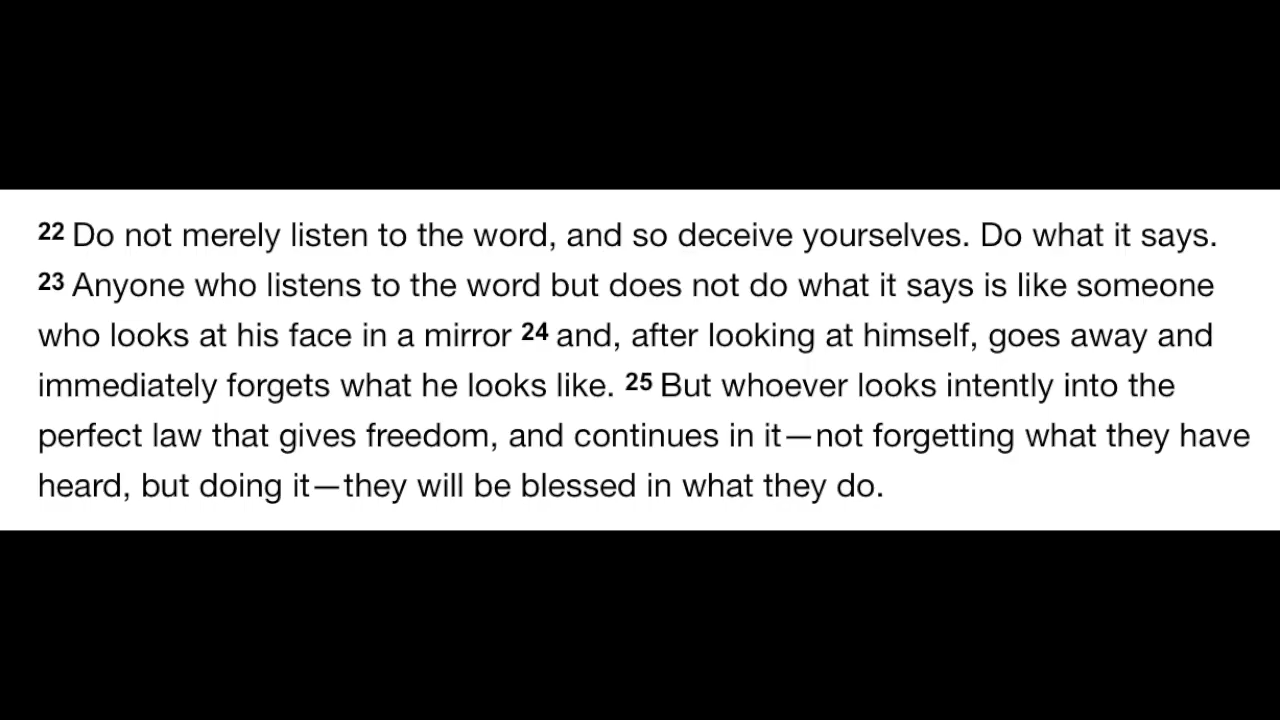 22 Do not merely listen to the word, and so deceive yourselves. Do what it says.
23 Anyone who listens to the word but does not do what it says is like someone
who looks at his face in a mirror 24 and, after looking at himself, goes away and
immediately forgets what he looks like. 25 But whoever looks intently into the
perfect law that gives freedom, and continues in it—not forgetting what they have
heard, but doing it—they will be blessed in what they do.